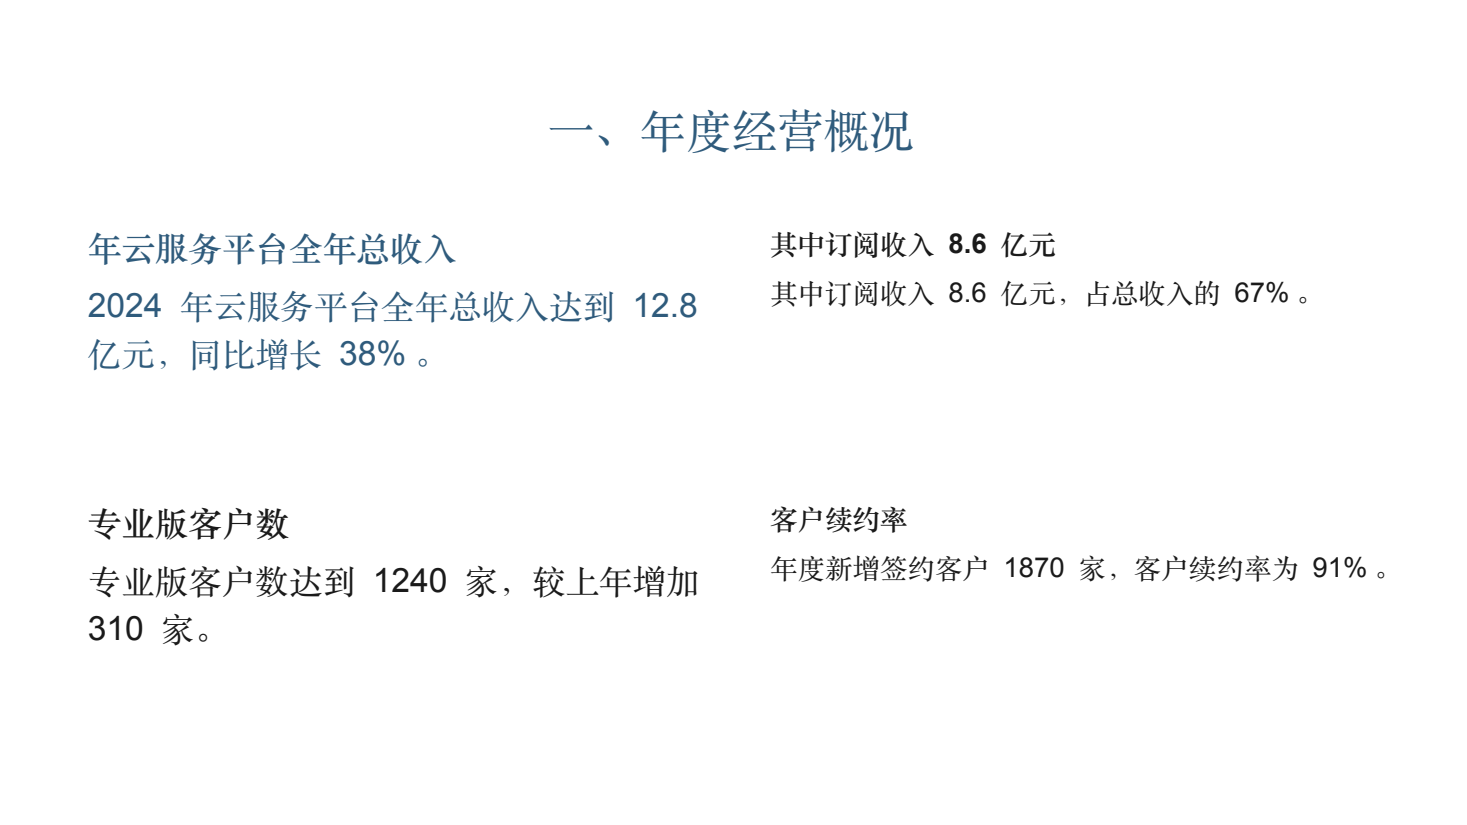 一、年度经营概况
年云服务平台全年总收入
2024 年云服务平台全年总收入达到 12.8
亿元，同比增长 38% 。
其中订阅收入 8.6 亿元
其中订阅收入 8.6 亿元，占总收入的 67% 。
专业版客户数
专业版客户数达到 1240 家，较上年增加
310 家。
客户续约率
年度新增签约客户 1870 家，客户续约率为 91% 。